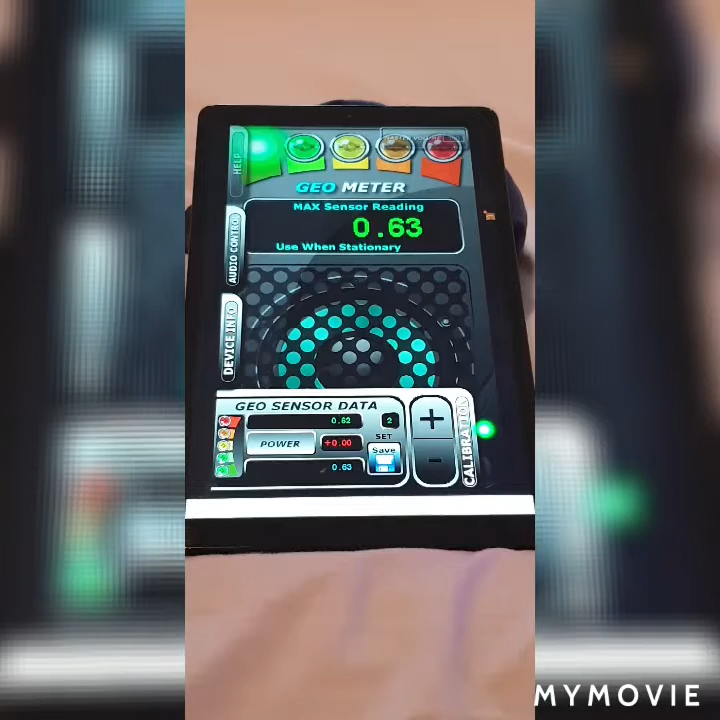 HELP
GEO METER
MAX Sensor Reading
0.63
Use When Stationary
AUDIO CONTROL
DEVICE INFO
GEO SENSOR DATA
0.62
2
SET
POWER
+0.00
Save
0.63
+
-
CALIBRATION
MYMOVIE